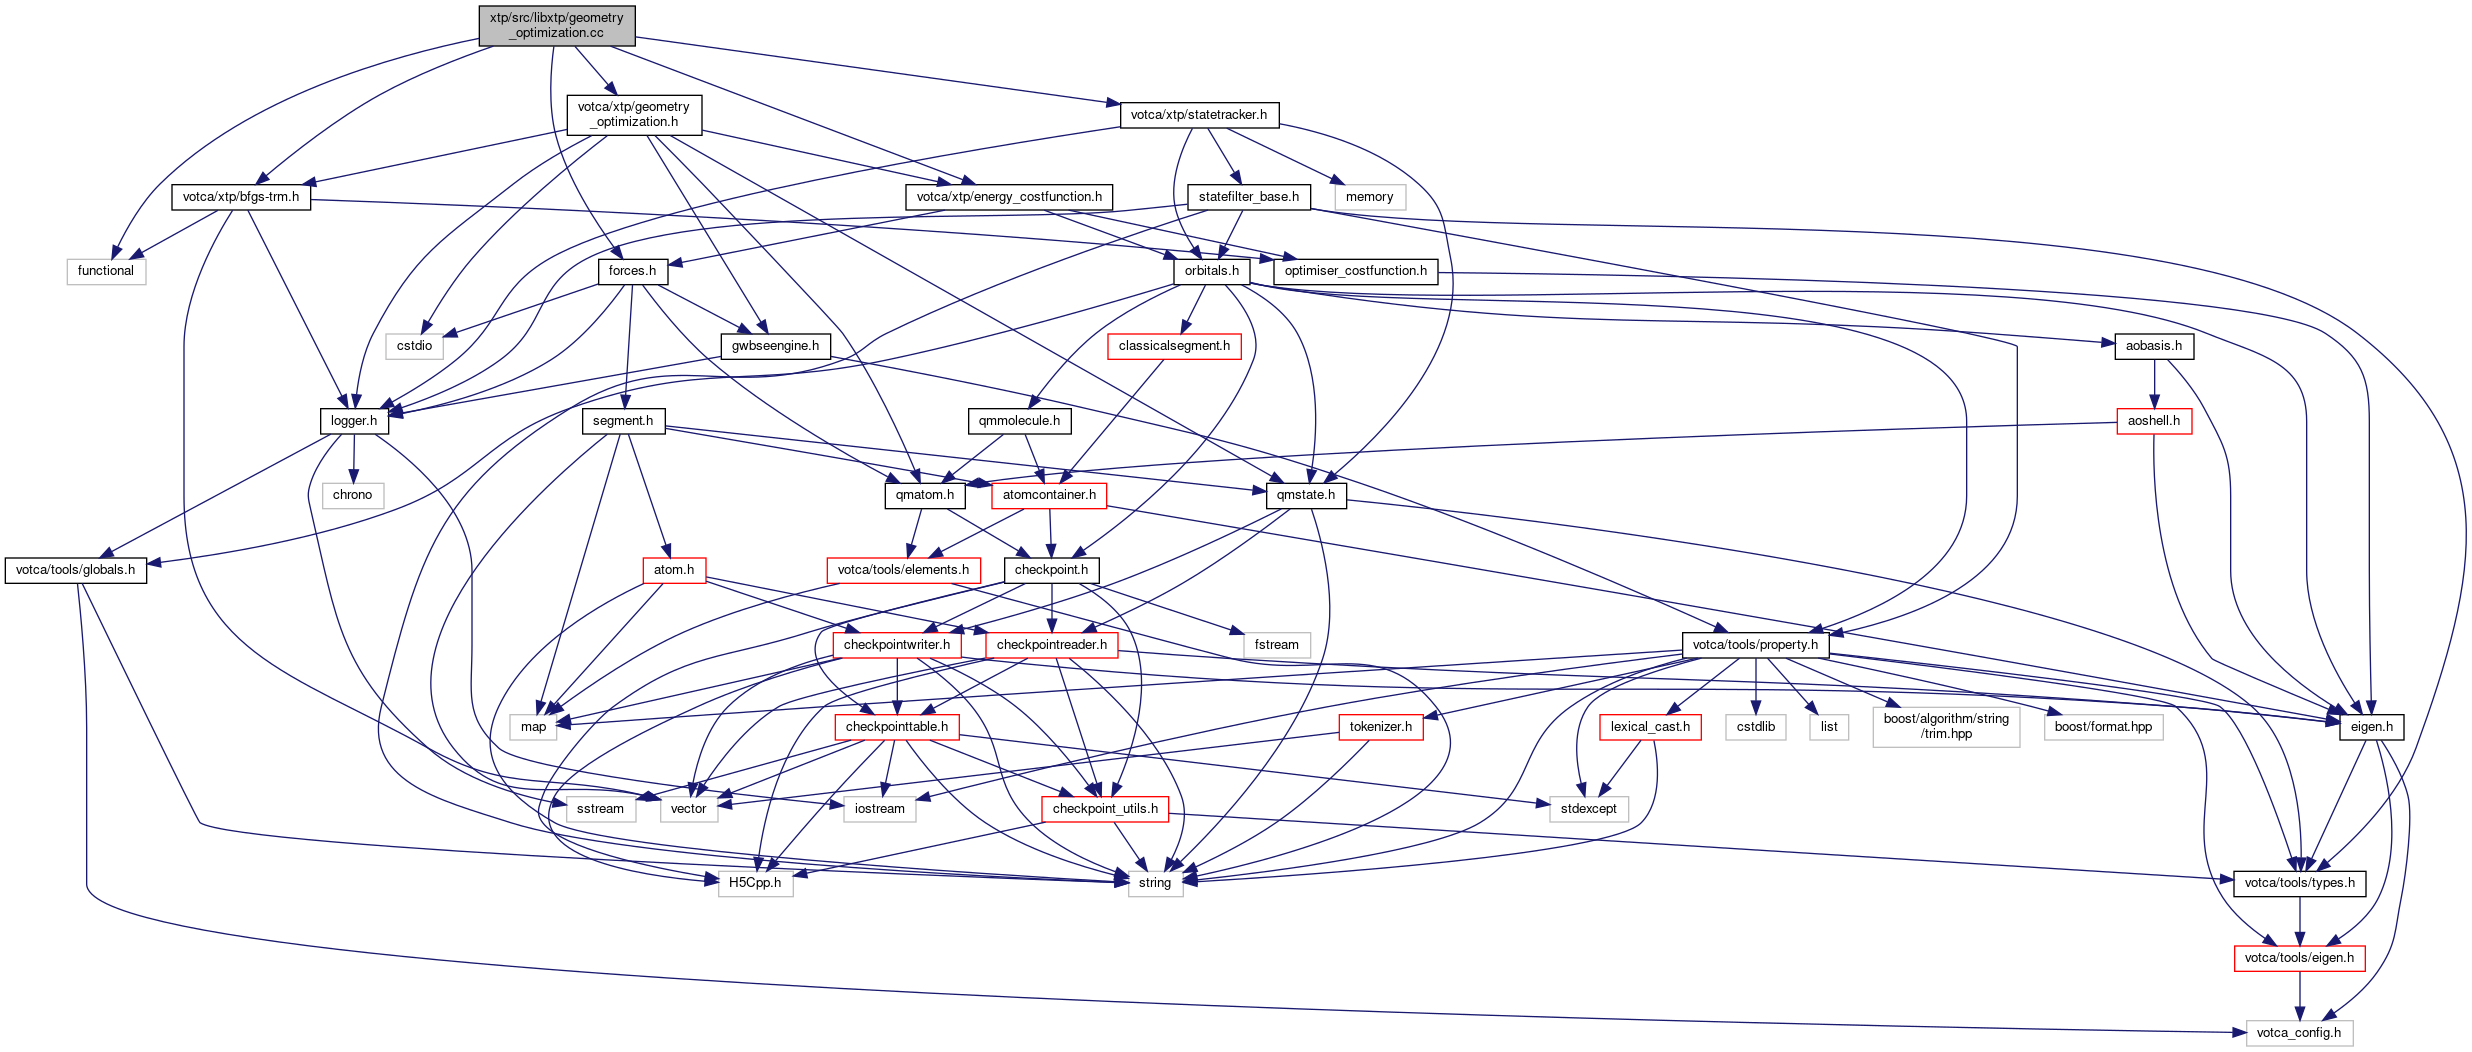 xtp/src/libxtp/geometry
_optimization.cc
votca/xtp/geometry
_optimization.h
votca/xtp/statetracker.h
votca/xtp/bfgs-trm.h
votca/xtp/energy_costfunction.h
statefilter_base.h
memory
functional
forces.h
orbitals.h
optimiser_costfunction.h
cstdio
gwbseengine.h
classicalsegment.h
aobasis.h
logger.h
segment.h
qmmolecule.h
aoshell.h
chrono
qmatom.h
atomcontainer.h
qmstate.h
votca/tools/globals.h
atom.h
votca/tools/elements.h
checkpoint.h
checkpointwriter.h
checkpointreader.h
fstream
votca/tools/property.h
map
checkpointtable.h
tokenizer.h
lexical_cast.h
cstdlib
list
boost/algorithm/string
/trim.hpp
boost/format.hpp
eigen.h
sstream
vector
iostream
checkpoint_utils.h
stdexcept
H5Cpp.h
string
votca/tools/types.h
votca/tools/eigen.h
votca_config.h